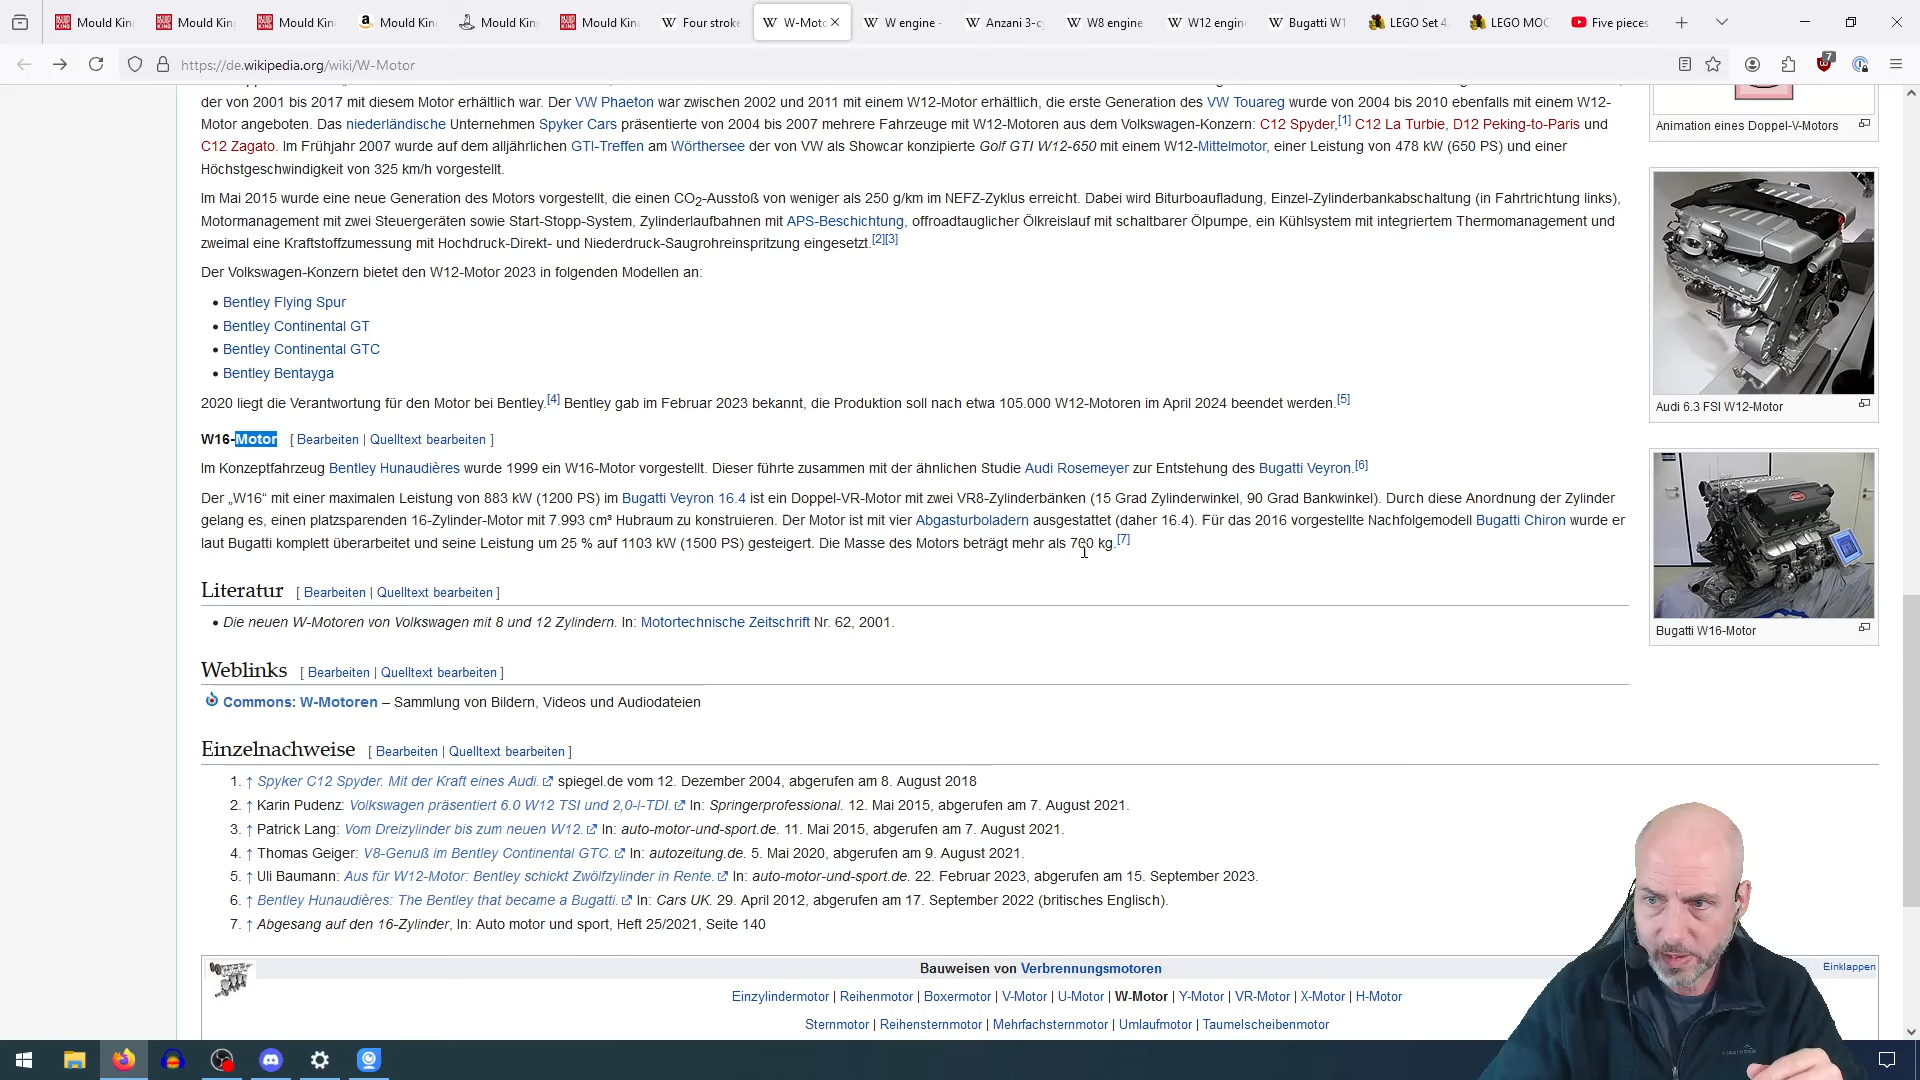 Mould Kin
Mould Kin
Mould Kin
Mould Kin
Mould Kin
Mould Kin
Four stroke
W-Moto
W engine -
Anzani 3-cy
W8 engine
W12 engine
Bugatti W1
LEGO Set 4
LEGO MOC
Five pieces
https://de.wikipedia.org/wiki/W-Motor
7
der von 2001 bis 2017 mit diesem Motor erhältlich war. Der VW Phaeton war zwischen 2002 und 2011 mit einem W12-Motor erhältlich, die erste Generation des VW Touareg wurde von 2004 bis 2010 ebenfalls mit einem W12-
Motor angeboten. Das niederländische Unternehmen Spyker Cars präsentierte von 2004 bis 2007 mehrere Fahrzeuge mit W12-Motoren aus dem Volkswagen-Konzern: C12 Spyder,[1] C12 La Turbie, D12 Peking-to-Paris und
C12 Zagato. Im Frühjahr 2007 wurde auf dem alljährlichen GTI-Treffen am Wörthersee der von VW als Showcar konzipierte Golf GTI W12-650 mit einem W12-Mittelmotor, einer Leistung von 478 kW (650 PS) und einer
Höchstgeschwindigkeit von 325 km/h vorgestellt.
Im Mai 2015 wurde eine neue Generation des Motors vorgestellt, die einen CO2-Ausstoß von weniger als 250 g/km im NEFZ-Zyklus erreicht. Dabei wird Biturboaufladung, Einzel-Zylinderbankabschaltung (in Fahrtrichtung links),
Motormanagement mit zwei Steuergeräten sowie Start-Stopp-System, Zylinderlaufbahnen mit APS-Beschichtung, offroadtauglicher Ölkreislauf mit schaltbarer Ölpumpe, ein Kühlsystem mit integriertem Thermomanagement und
zweimal eine Kraftstoffzumessung mit Hochdruck-Direkt- und Niederdruck-Saugrohreinspritzung eingesetzt.[2][3]
Der Volkswagen-Konzern bietet den W12-Motor 2023 in folgenden Modellen an:
• Bentley Flying Spur
• Bentley Continental GT
• Bentley Continental GTC
• Bentley Bentayga
2020 liegt die Verantwortung für den Motor bei Bentley.[4] Bentley gab im Februar 2023 bekannt, die Produktion soll nach etwa 105.000 W12-Motoren im April 2024 beendet werden.[5]
W16-Motor [ Bearbeiten | Quelltext bearbeiten ]
Im Konzeptfahrzeug Bentley Hunaudières wurde 1999 ein W16-Motor vorgestellt. Dieser führte zusammen mit der ähnlichen Studie Audi Rosemeyer zur Entstehung des Bugatti Veyron.[6]
Der „W16“ mit einer maximalen Leistung von 883 kW (1200 PS) im Bugatti Veyron 16.4 ist ein Doppel-VR-Motor mit zwei VR8-Zylinderbänken (15 Grad Zylinderwinkel, 90 Grad Bankwinkel). Durch diese Anordnung der Zylinder
gelang es, einen platzsparenden 16-Zylinder-Motor mit 7.993 cm³ Hubraum zu konstruieren. Der Motor ist mit vier Abgasturboladern ausgestattet (daher 16.4). Für das 2016 vorgestellte Nachfolgemodell Bugatti Chiron wurde er
laut Bugatti komplett überarbeitet und seine Leistung um 25 % auf 1103 kW (1500 PS) gesteigert. Die Masse des Motors beträgt mehr als 700 kg.[7]
Animation eines Doppel-V-Motors
Audi 6.3 FSI W12-Motor
Bugatti W16-Motor
Literatur [ Bearbeiten | Quelltext bearbeiten ]
• Die neuen W-Motoren von Volkswagen mit 8 und 12 Zylindern. In: Motortechnische Zeitschrift Nr. 62, 2001.
Weblinks [ Bearbeiten | Quelltext bearbeiten ]
Commons: W-Motoren – Sammlung von Bildern, Videos und Audiodateien
Einzelnachweise [ Bearbeiten | Quelltext bearbeiten ]
1. ↑ Spyker C12 Spyder. Mit der Kraft eines Audi. spiegel.de vom 12. Dezember 2004, abgerufen am 8. August 2018
2. ↑ Karin Pudenz: Volkswagen präsentiert 6.0 W12 TSI und 2,0-l-TDI. In: Springerprofessional. 12. Mai 2015, abgerufen am 7. August 2021.
3. ↑ Patrick Lang: Vom Dreizylinder bis zum neuen W12. In: auto-motor-und-sport.de. 11. Mai 2015, abgerufen am 7. August 2021.
4. ↑ Thomas Geiger: V8-Genuß im Bentley Continental GTC. In: autozeitung.de. 5. Mai 2020, abgerufen am 9. August 2021.
5. ↑ Uli Baumann: Aus für W12-Motor: Bentley schickt Zwölfzylinder in Rente. In: auto-motor-und-sport.de. 22. Februar 2023, abgerufen am 15. September 2023.
6. ↑ Bentley Hunaudières: The Bentley that became a Bugatti. In: Cars UK. 29. April 2012, abgerufen am 17. September 2022 (britisches Englisch).
7. ↑ Abgesang auf den 16-Zylinder, In: Auto motor und sport, Heft 25/2021, Seite 140
Bauweisen von Verbrennungsmotoren
Einklappen
Einzylindermotor | Reihenmotor | Boxermotor | V-Motor | U-Motor | W-Motor | Y-Motor | VR-Motor | X-Motor | H-Motor
Sternmotor | Reihensternmotor | Mehrfachsternmotor | Umlaufmotor | Taumelscheibenmotor